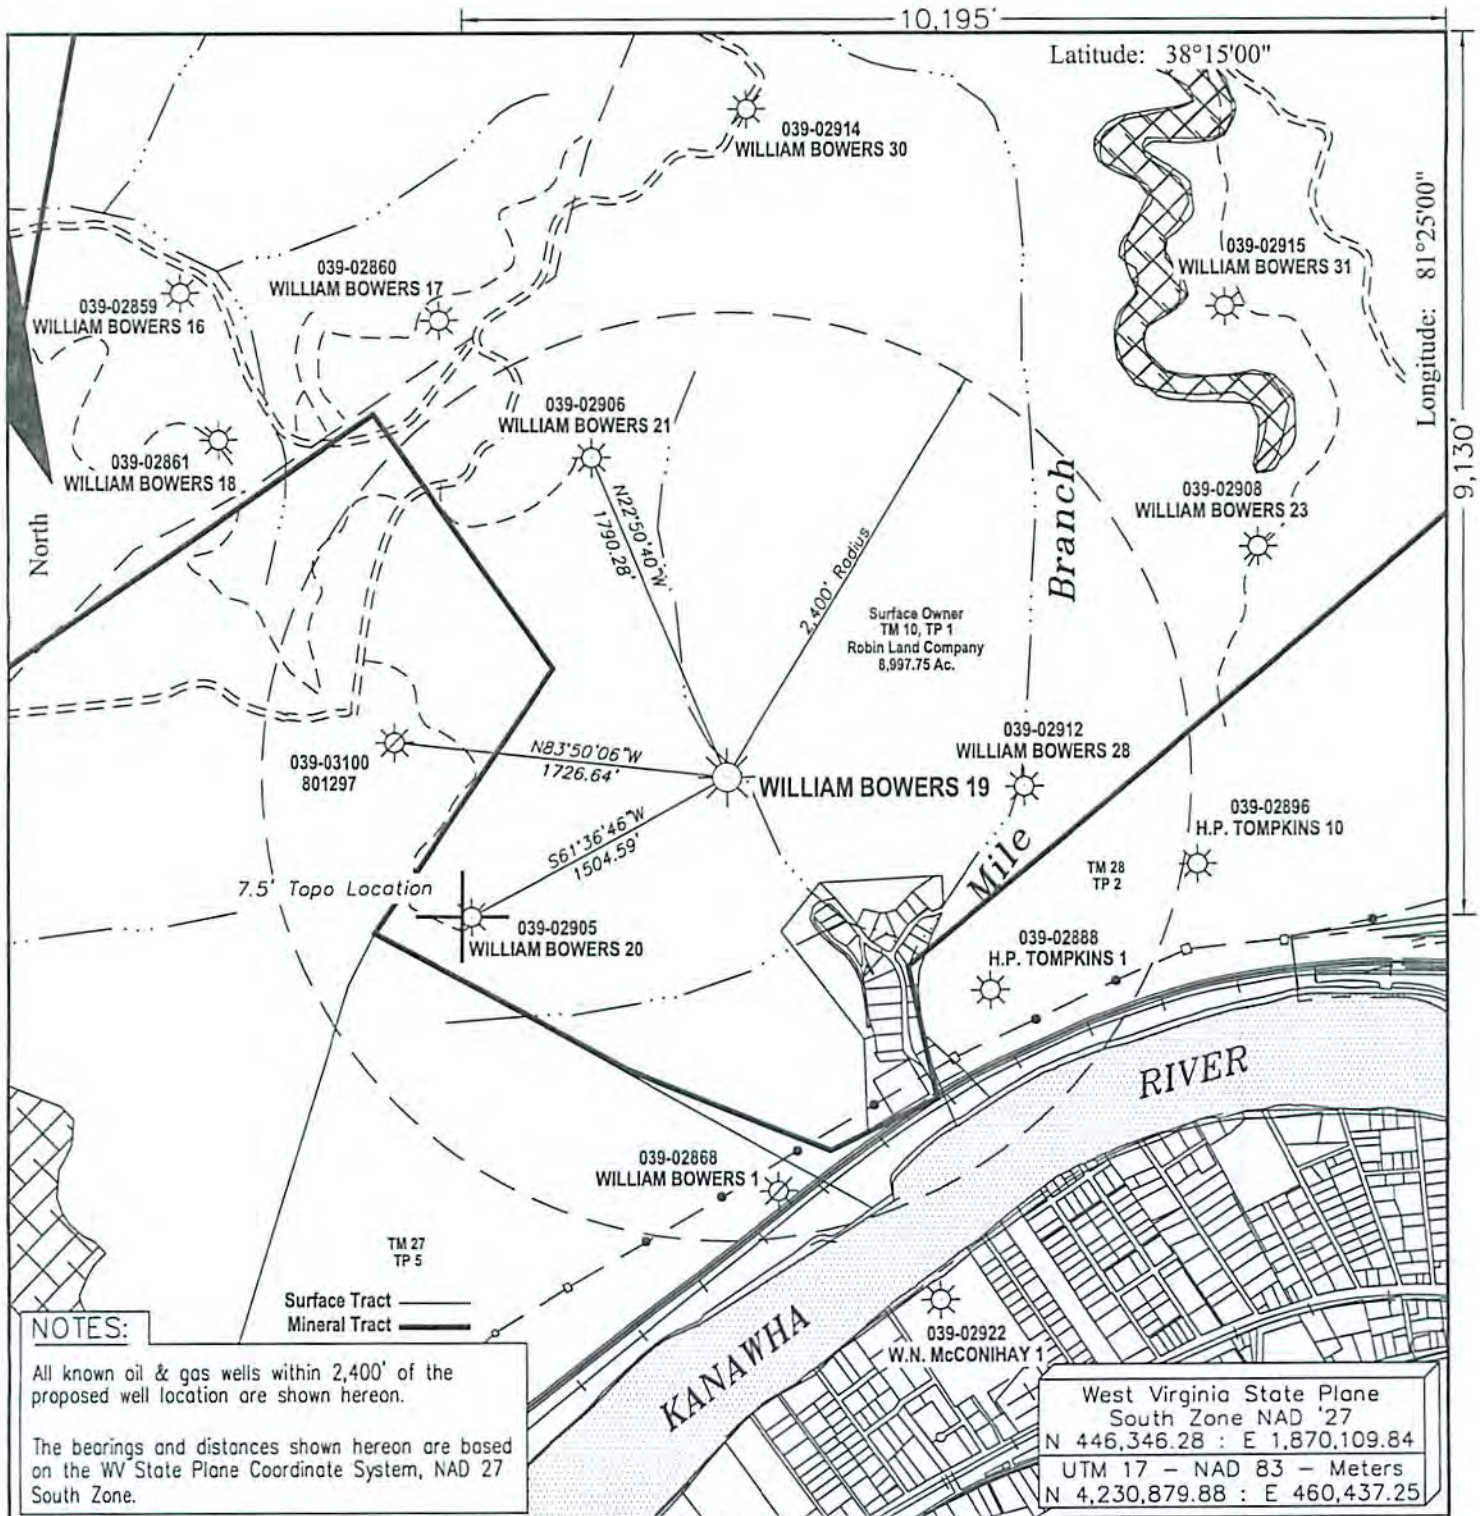 10,195'
Latitude: 38°15'00"
039-02914
WILLIAM BOWERS 30
Longitude: 81°25'00"
039-02915
WILLIAM BOWERS 31
039-02860
WILLIAM BOWERS 17
039-02859
WILLIAM BOWERS 16
039-02906
WILLIAM BOWERS 21
9,130'
039-02861
WILLIAM BOWERS 18
039-02908
WILLIAM BOWERS 23
North
N22°50'40"W
1790.28'
2,400' Radius
Branch
Surface Owner
TM 10, TP 1
Robin Land Company
8,997.75 Ac.
039-02912
WILLIAM BOWERS 28
N83°50'06"W
1726.64'
039-03100
801297
WILLIAM BOWERS 19
039-02896
H.P. TOMPKINS 10
S61°36'46"W
1504.59'
Mile
TM 28
TP 2
7.5' Topo Location
039-02905
WILLIAM BOWERS 20
039-02888
H.P. TOMPKINS 1
RIVER
039-02868
WILLIAM BOWERS 1
TM 27
TP 5
Surface Tract
Mineral Tract
KANAWHA
039-02922
W.N. McCONIHAY 1
NOTES:
All known oil & gas wells within 2,400' of the
proposed well location are shown hereon.
The bearings and distances shown hereon are based
on the WV State Plane Coordinate System, NAD 27
South Zone.
West Virginia State Plane
South Zone NAD '27
N 446,346.28 : E 1,870,109.84
UTM 17 - NAD 83 - Meters
N 4,230,879.88 : E 460,437.25